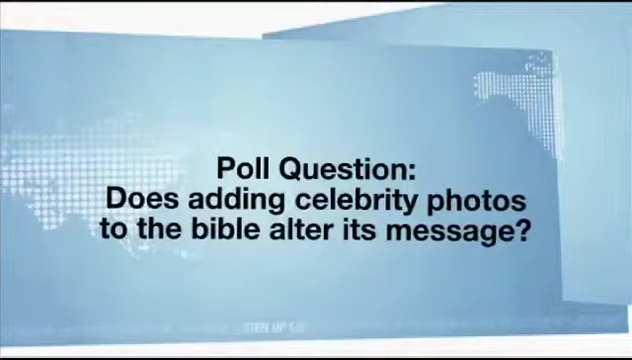 Poll Question:
Does adding celebrity photos
to the bible alter its message?